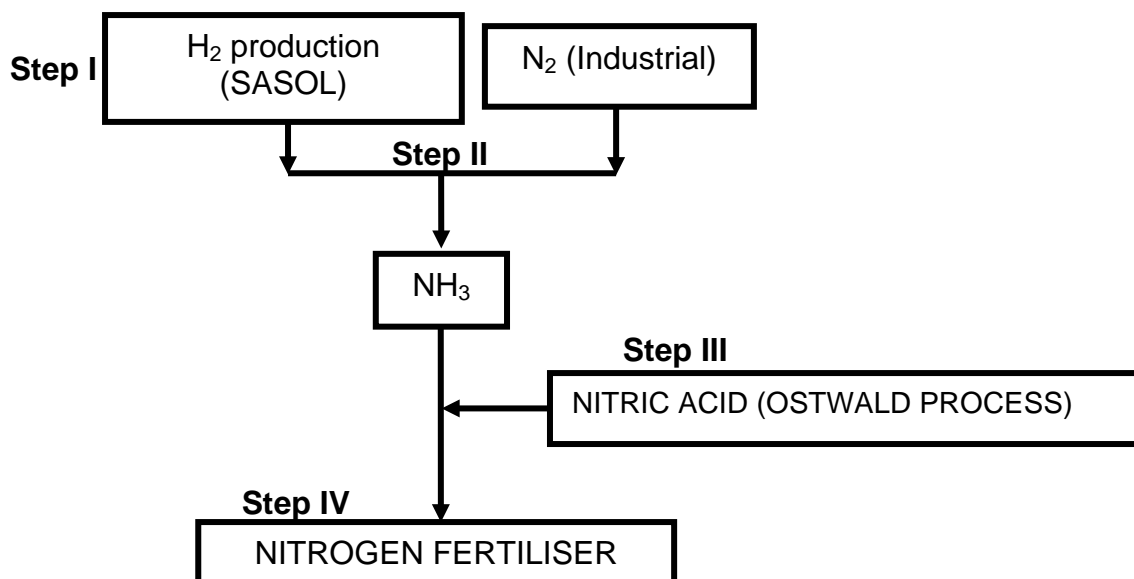 Step I
H₂ production
(SASOL)
N₂ (Industrial)
Step II
NH₃
Step III
NITRIC ACID (OSTWALD PROCESS)
Step IV
NITROGEN FERTILISER